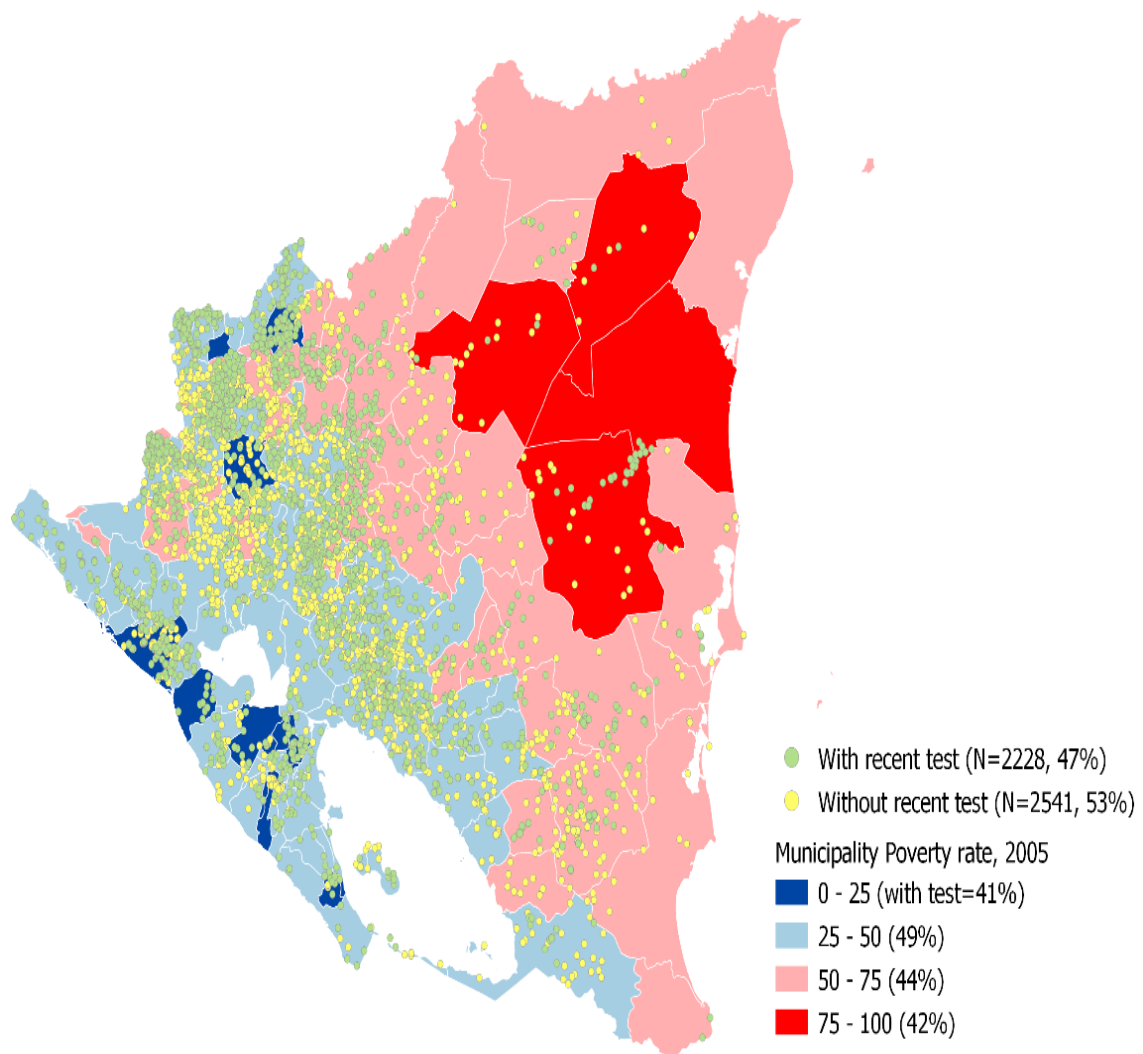 With recent test (N=2228, 47%)
Without recent test (N=2541, 53%)
Municipality Poverty rate, 2005
0 - 25 (with test=41%)
25 - 50 (49%)
50 - 75 (44%)
75 - 100 (42%)